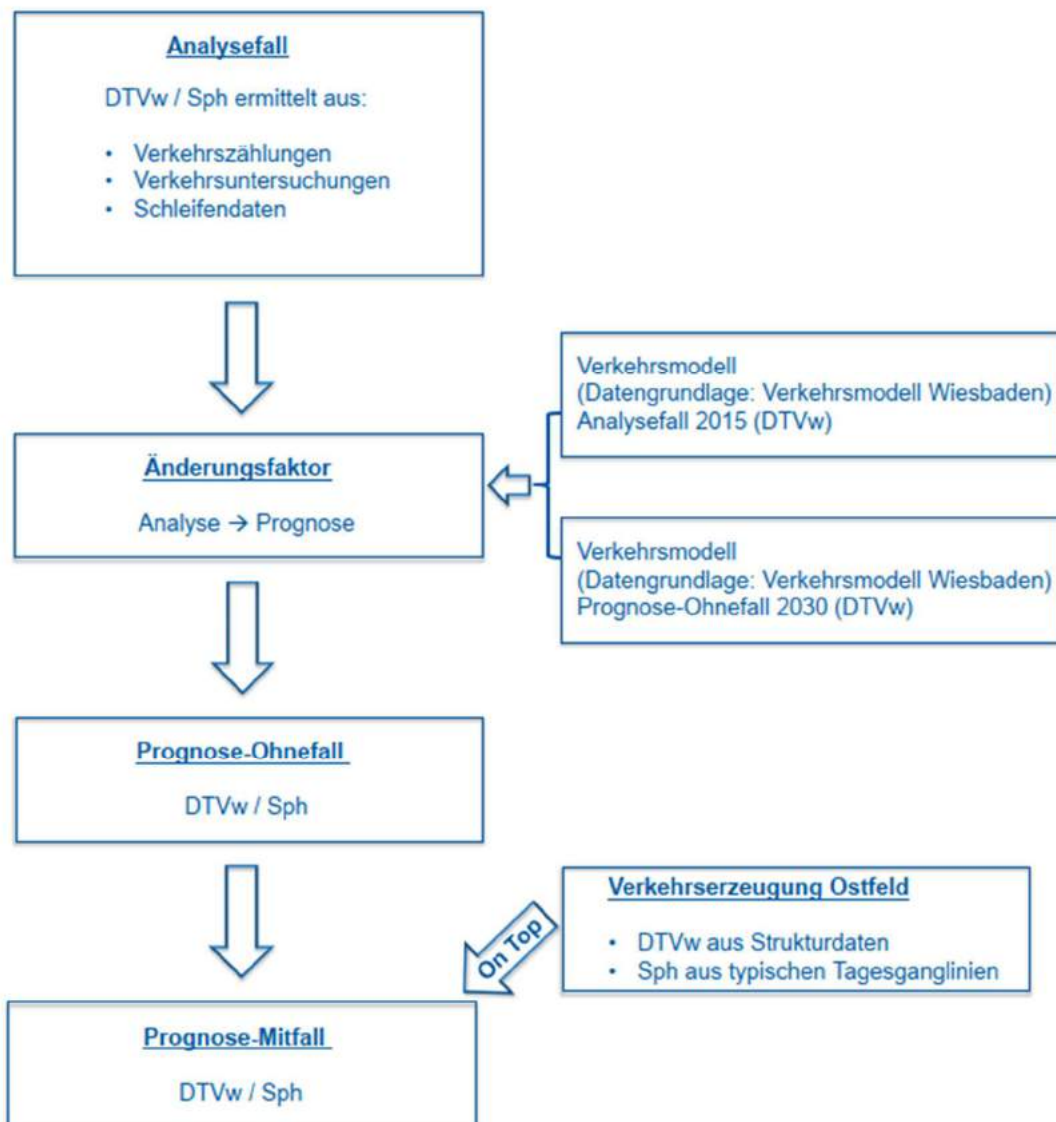 Analysefall
DTVw / Sph ermittelt aus:
• Verkehrszählungen
• Verkehrsuntersuchungen
• Schleifendaten
Verkehrsmodell
(Datengrundlage: Verkehrsmodell Wiesbaden)
Analysefall 2015 (DTVw)
Änderungsfaktor
Analyse → Prognose
Verkehrsmodell
(Datengrundlage: Verkehrsmodell Wiesbaden)
Prognose-Ohnefall 2030 (DTVw)
Prognose-Ohnefall
DTVw / Sph
Verkehrserzeugung Ostfeld
• DTVw aus Strukturdaten
• Sph aus typischen Tagesganglinien
On Top
Prognose-Mitfall
DTVw / Sph